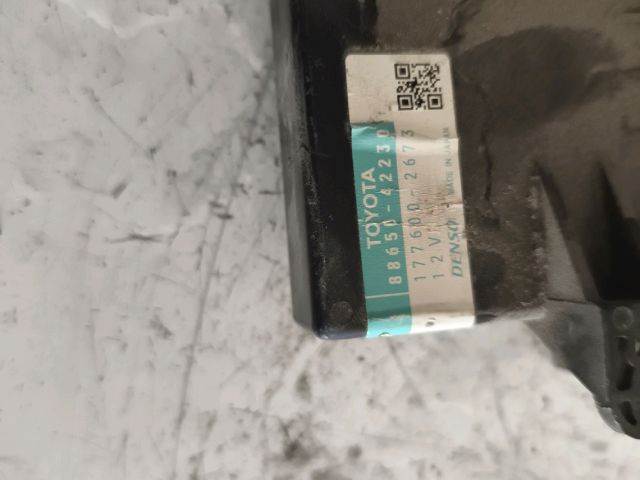 TOYOTA
88650-42230
177600-2673
12V
DENSO MADE IN JAPAN